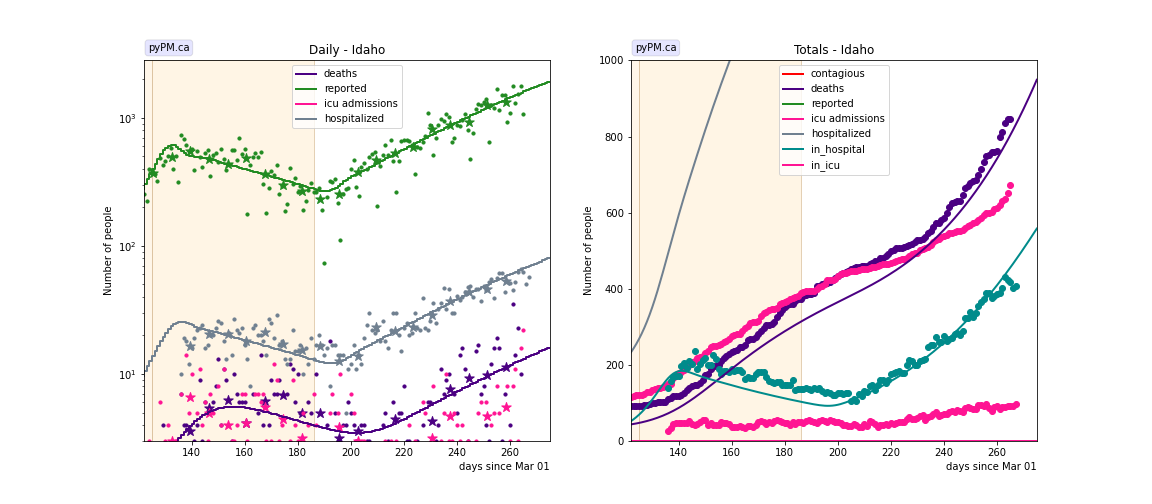 pyPM.ca
Daily - Idaho
deaths
reported
icu admissions
hospitalized
10³
10²
10¹
Number of people
140
160
180
200
220
240
260
days since Mar 01
pyPM.ca
Totals - Idaho
contagious
deaths
reported
icu admissions
hospitalized
in_hospital
in_icu
1000
800
600
400
200
0
Number of people
140
160
180
200
220
240
260
days since Mar 01